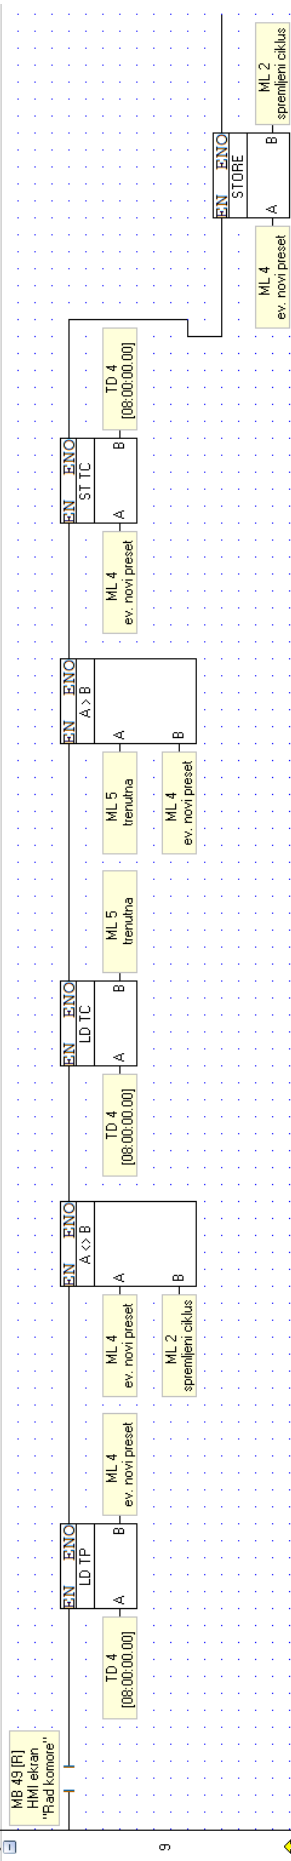 6
MB 49 [R]
HMI ekran
"Rad komore"
TD 4
[08:00:00.00]
EN ENO
LD TP
A B
ML 4
ev. novi preset
ML 4
ev. novi preset
ML 2
spremljeni ciklus
EN ENO
A <> B
A
B
TD 4
[08:00:00.00]
EN ENO
LD TC
A B
ML 5
trenutna
ML 5
trenutna
ML 4
ev. novi preset
EN ENO
A > B
A
B
ML 4
ev. novi preset
EN ENO
ST TC
A B
TD 4
[08:00:00.00]
ML 4
ev. novi preset
EN ENO
STORE
A B
ML 2
spremljeni ciklus